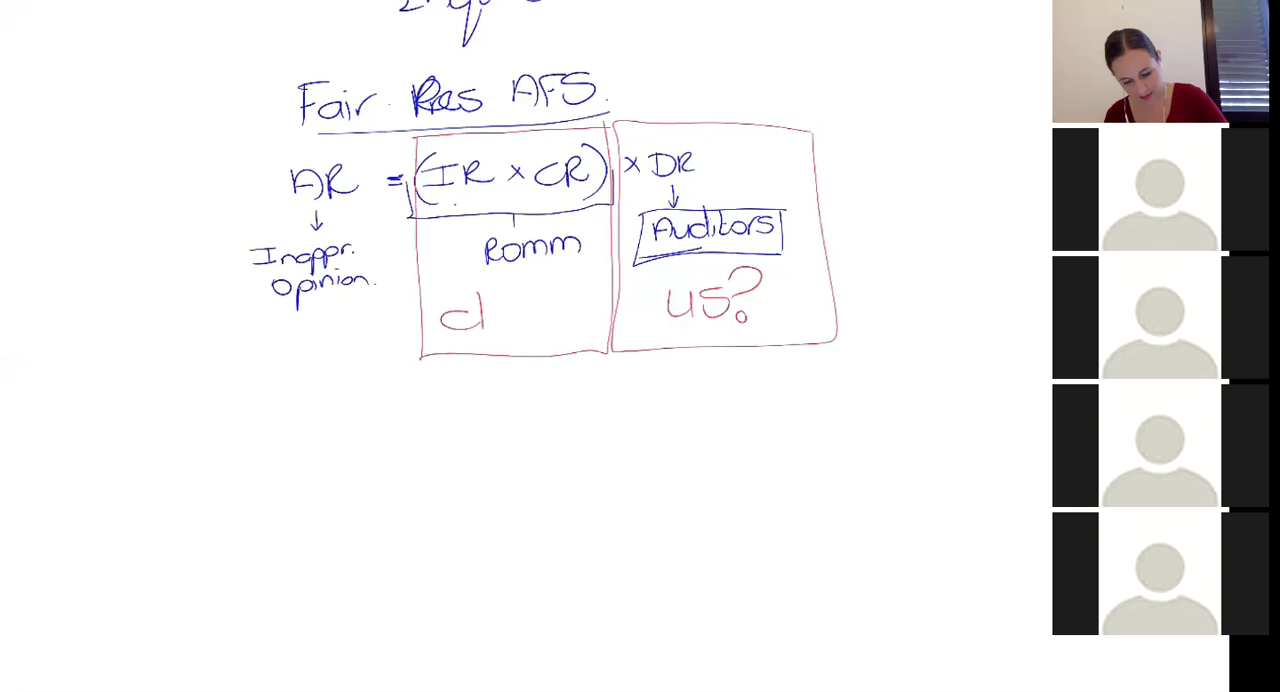 Fair Pres AFS.
AR = (IR × CR) × DR
↓ ↓
Inappr. Romm Auditors
Opinion.
d us?